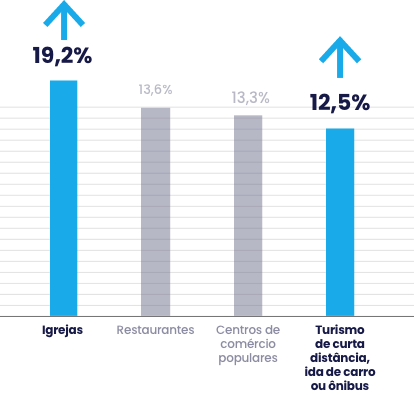 19,2%
13,6%
13,3%
12,5%
Igrejas
Restaurantes
Centros de
comércio
populares
Turismo
de curta
distância,
ida de carro
ou ônibus